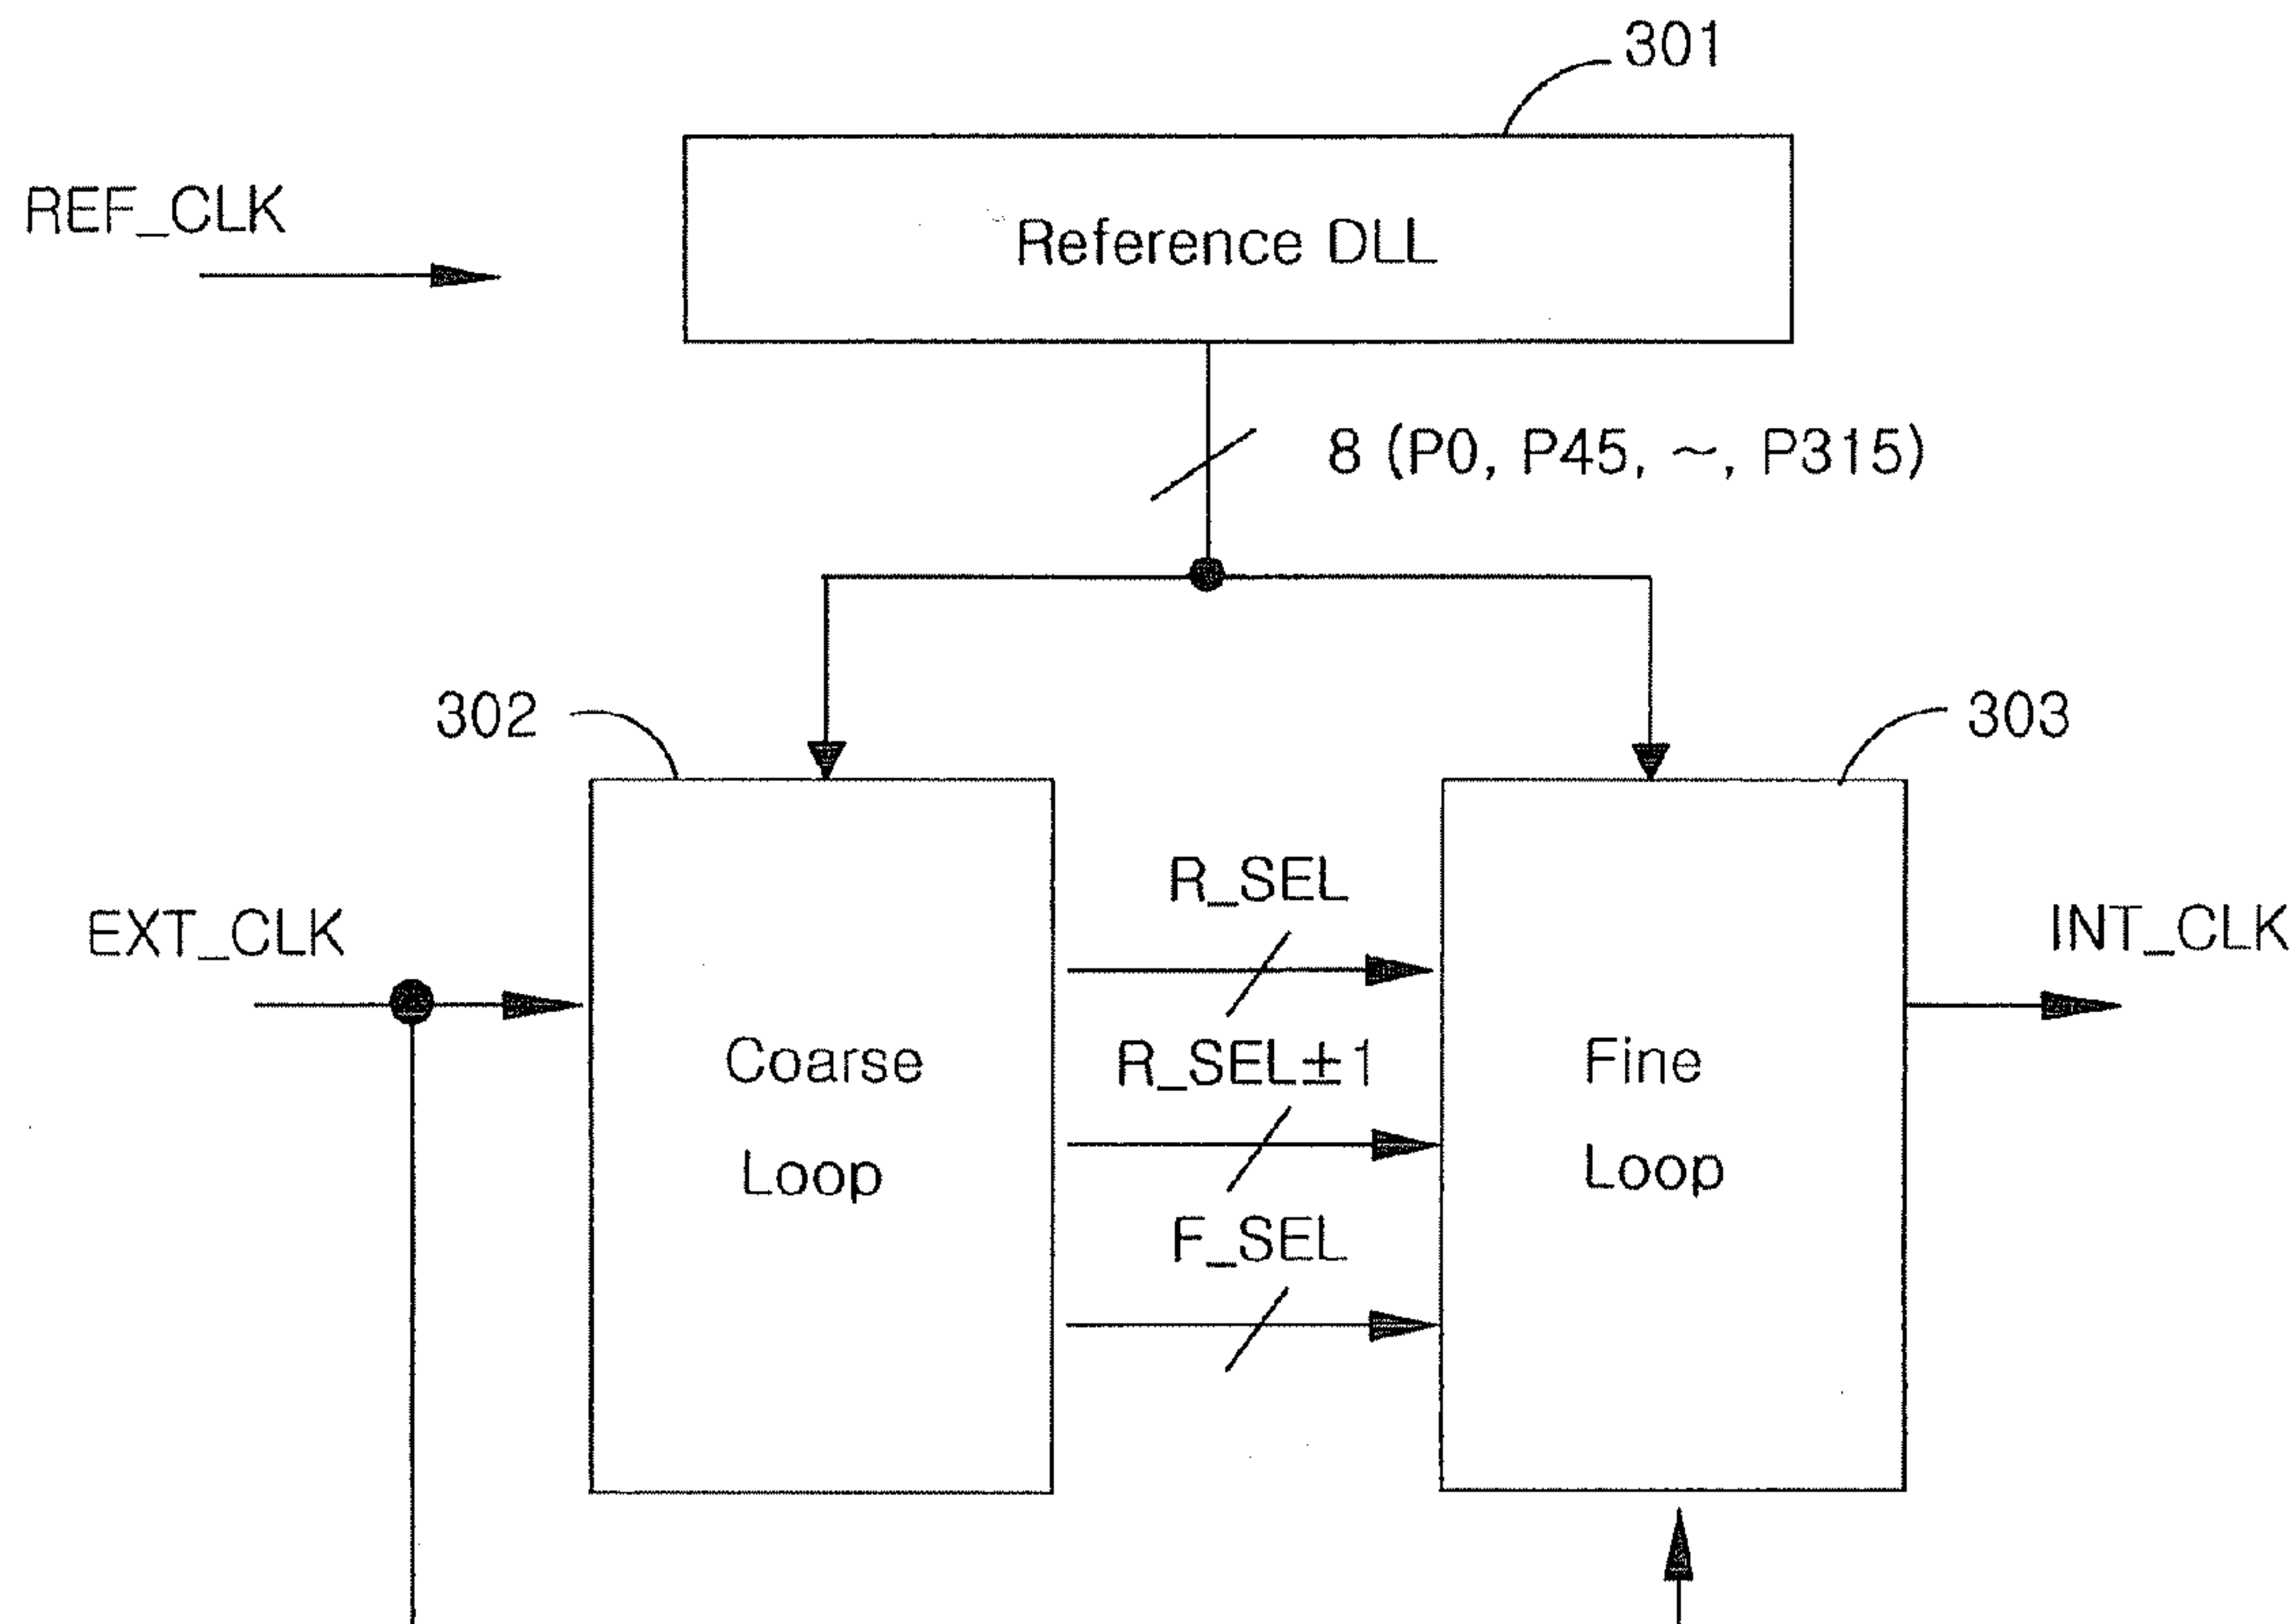 301
REF_CLK
Reference DLL
8 (P0, P45, ~, P315)
302
303
R_SEL
EXT_CLK
INT_CLK
Coarse
Loop
R_SEL±1
Fine
Loop
F_SEL